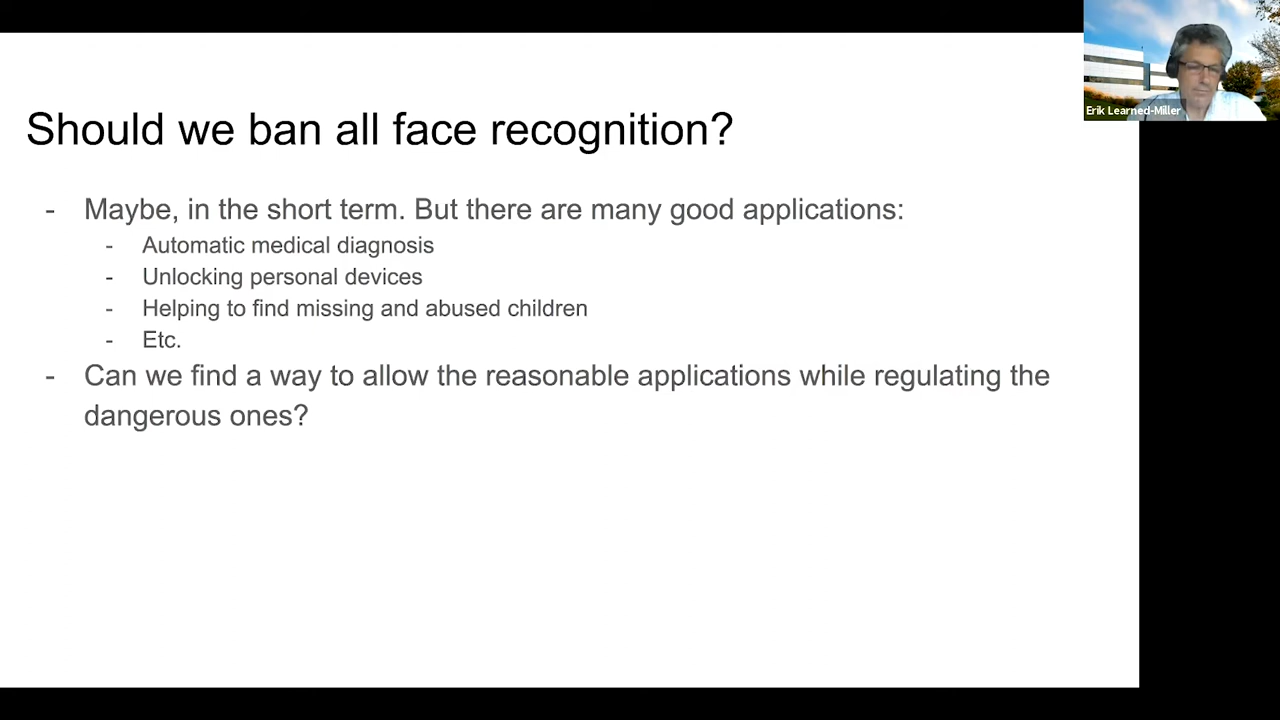 Erik Learned-Miller
Should we ban all face recognition?
- Maybe, in the short term. But there are many good applications:
- Automatic medical diagnosis
- Unlocking personal devices
- Helping to find missing and abused children
- Etc.
- Can we find a way to allow the reasonable applications while regulating the
dangerous ones?